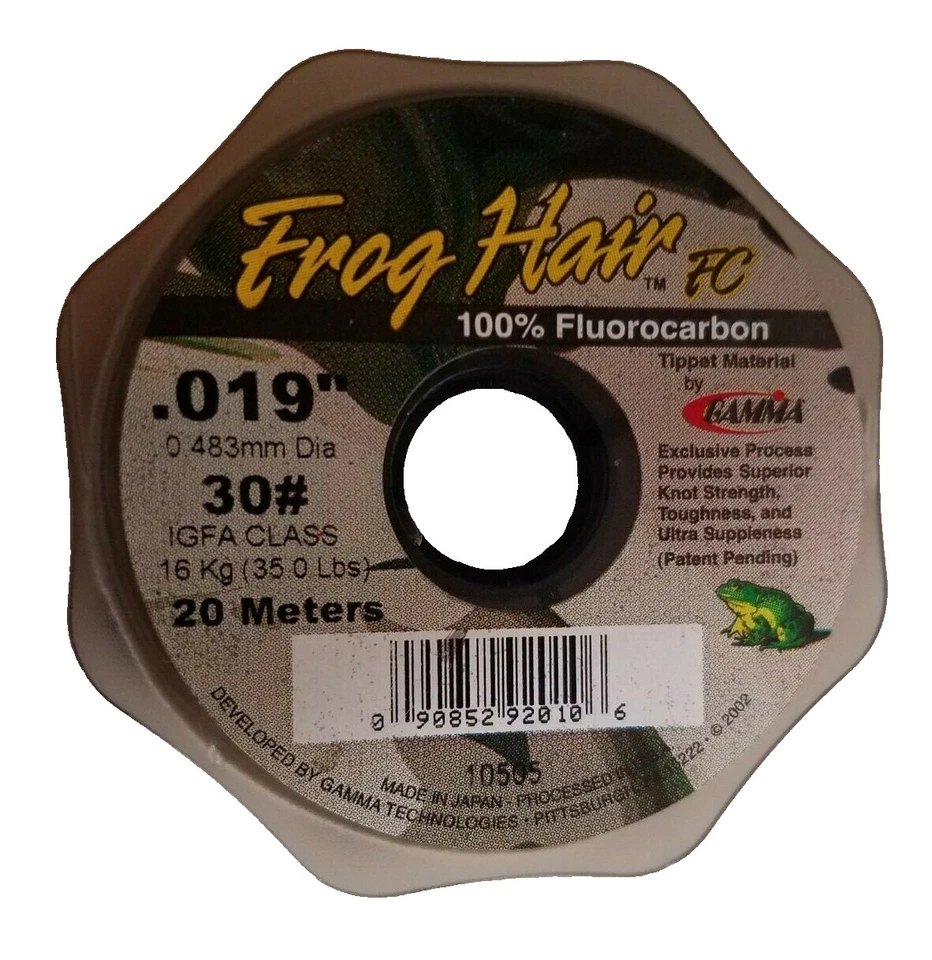 Frog Hair™ FC
100% Fluorocarbon
.019"
0.483mm Dia
30#
IGFA CLASS
16 Kg (35.0 Lbs)
20 Meters
Tippet Material
by
GAMMA
Exclusive Process
Provides Superior
Knot Strength,
Toughness, and
Ultra Suppleness
(Patent Pending)
0 90852 92010 6
10505
MADE IN JAPAN - PROCESSED IN
DEVELOPED BY GAMMA TECHNOLOGIES • PITTSBURGH 222 • © 2002